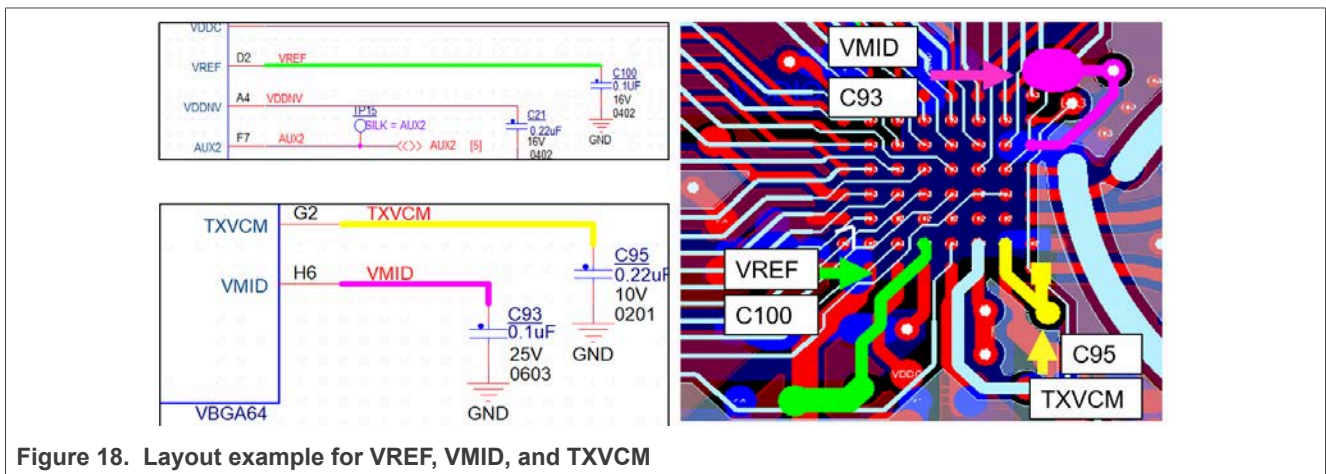 VDDC
VREF D2 VREF
C100
0.1UF
16V
0402
GND
VDDNV A4 VDDNV
TP15
SILK = AUX2
C21
0.22uF
16V
0402
AUX2 F7 AUX2 AUX2 [5]
TXVCM G2 TXVCM
C95
0.22uF
10V
0201
GND
VMID H6 VMID
C93
0.1uF
25V
0603
GND
VBGA64
VMID
C93
VREF
C100
VDDC
C95
TXVCM
Figure 18. Layout example for VREF, VMID, and TXVCM